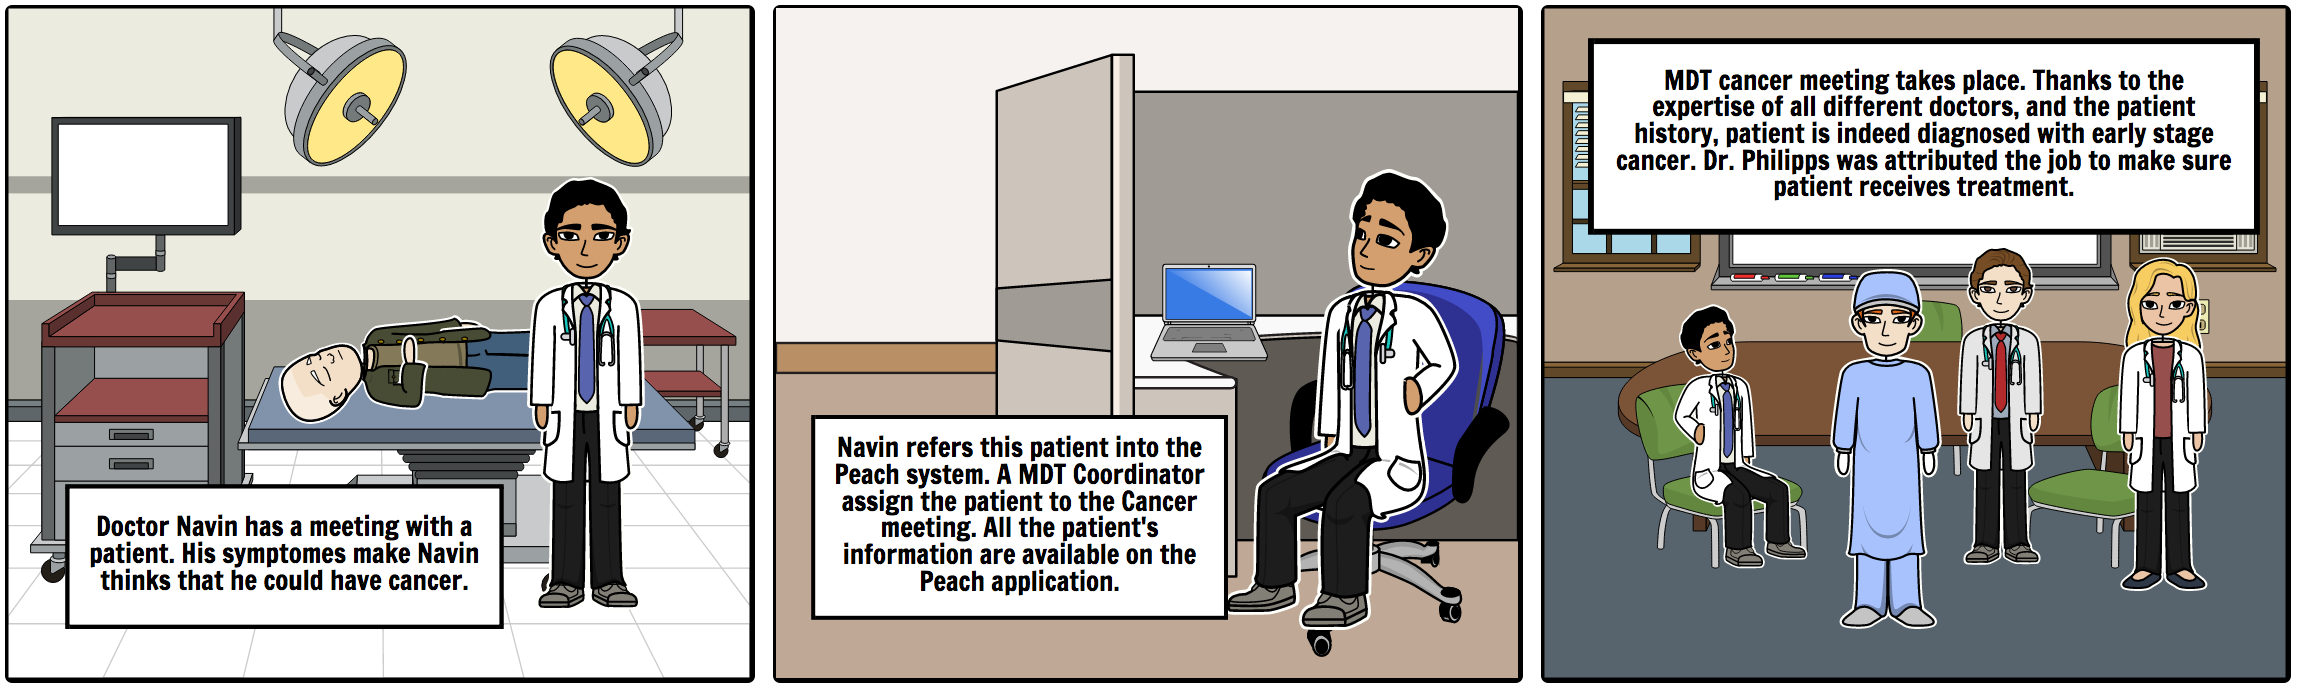 Doctor Navin has a meeting with a
patient. His symptomes make Navin
thinks that he could have cancer.
Navin refers this patient into the
Peach system. A MDT Coordinator
assign the patient to the Cancer
meeting. All the patient's
information are available on the
Peach application.
MDT cancer meeting takes place. Thanks to the
expertise of all different doctors, and the patient
history, patient is indeed diagnosed with early stage
cancer. Dr. Philipps was attributed the job to make sure
patient receives treatment.